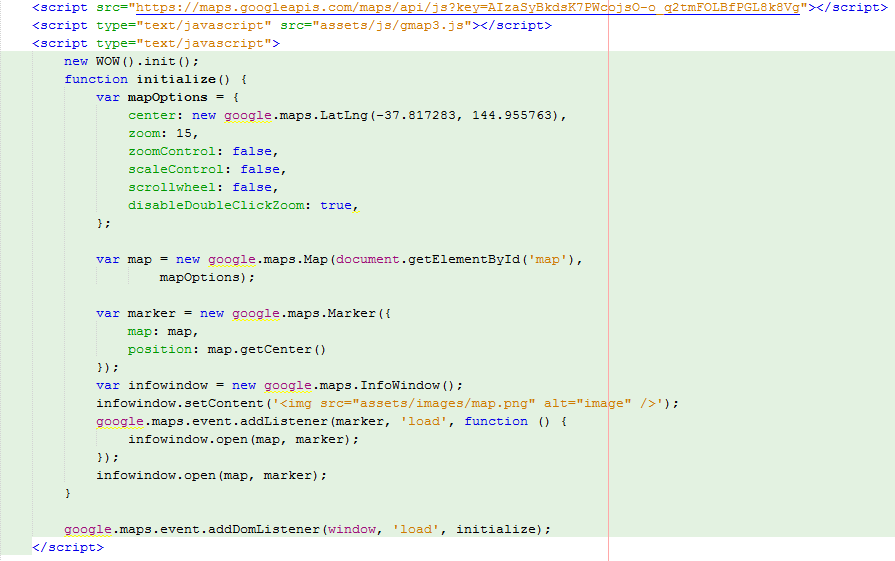 <script src="https://maps.googleapis.com/maps/api/js?key=AIzaSyBkdsK7PWcojsO-o_q2tmFOLBfPGL8k8Vg"></script>
<script type="text/javascript" src="assets/js/gmap3.js"></script>
<script type="text/javascript">
new WOW().init();
function initialize() {
var mapOptions = {
center: new google.maps.LatLng(-37.817283, 144.955763),
zoom: 15,
zoomControl: false,
scaleControl: false,
scrollwheel: false,
disableDoubleClickZoom: true,
};
var map = new google.maps.Map(document.getElementById('map'),
mapOptions);
var marker = new google.maps.Marker({
map: map,
position: map.getCenter()
});
var infowindow = new google.maps.InfoWindow();
infowindow.setContent('<img src="assets/images/map.png" alt="image" />');
google.maps.event.addListener(marker, 'load', function () {
infowindow.open(map, marker);
});
infowindow.open(map, marker);
}
google.maps.event.addDomListener(window, 'load', initialize);
</script>